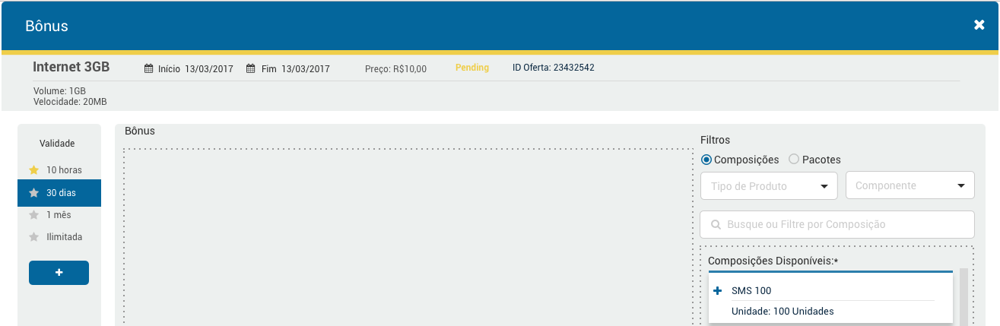 Bônus
Internet 3GB Início 13/03/2017 Fim 13/03/2017 Preço: R$10,00 Pending ID Oferta: 23432542
Volume: 1GB
Velocidade: 20MB
Validade
10 horas
30 dias
1 mês
Ilimitada
Bônus
Filtros
Composições Pacotes
Tipo de Produto Componente
Busque ou Filtre por Composição
Composições Disponíveis:*
SMS 100
Unidade: 100 Unidades